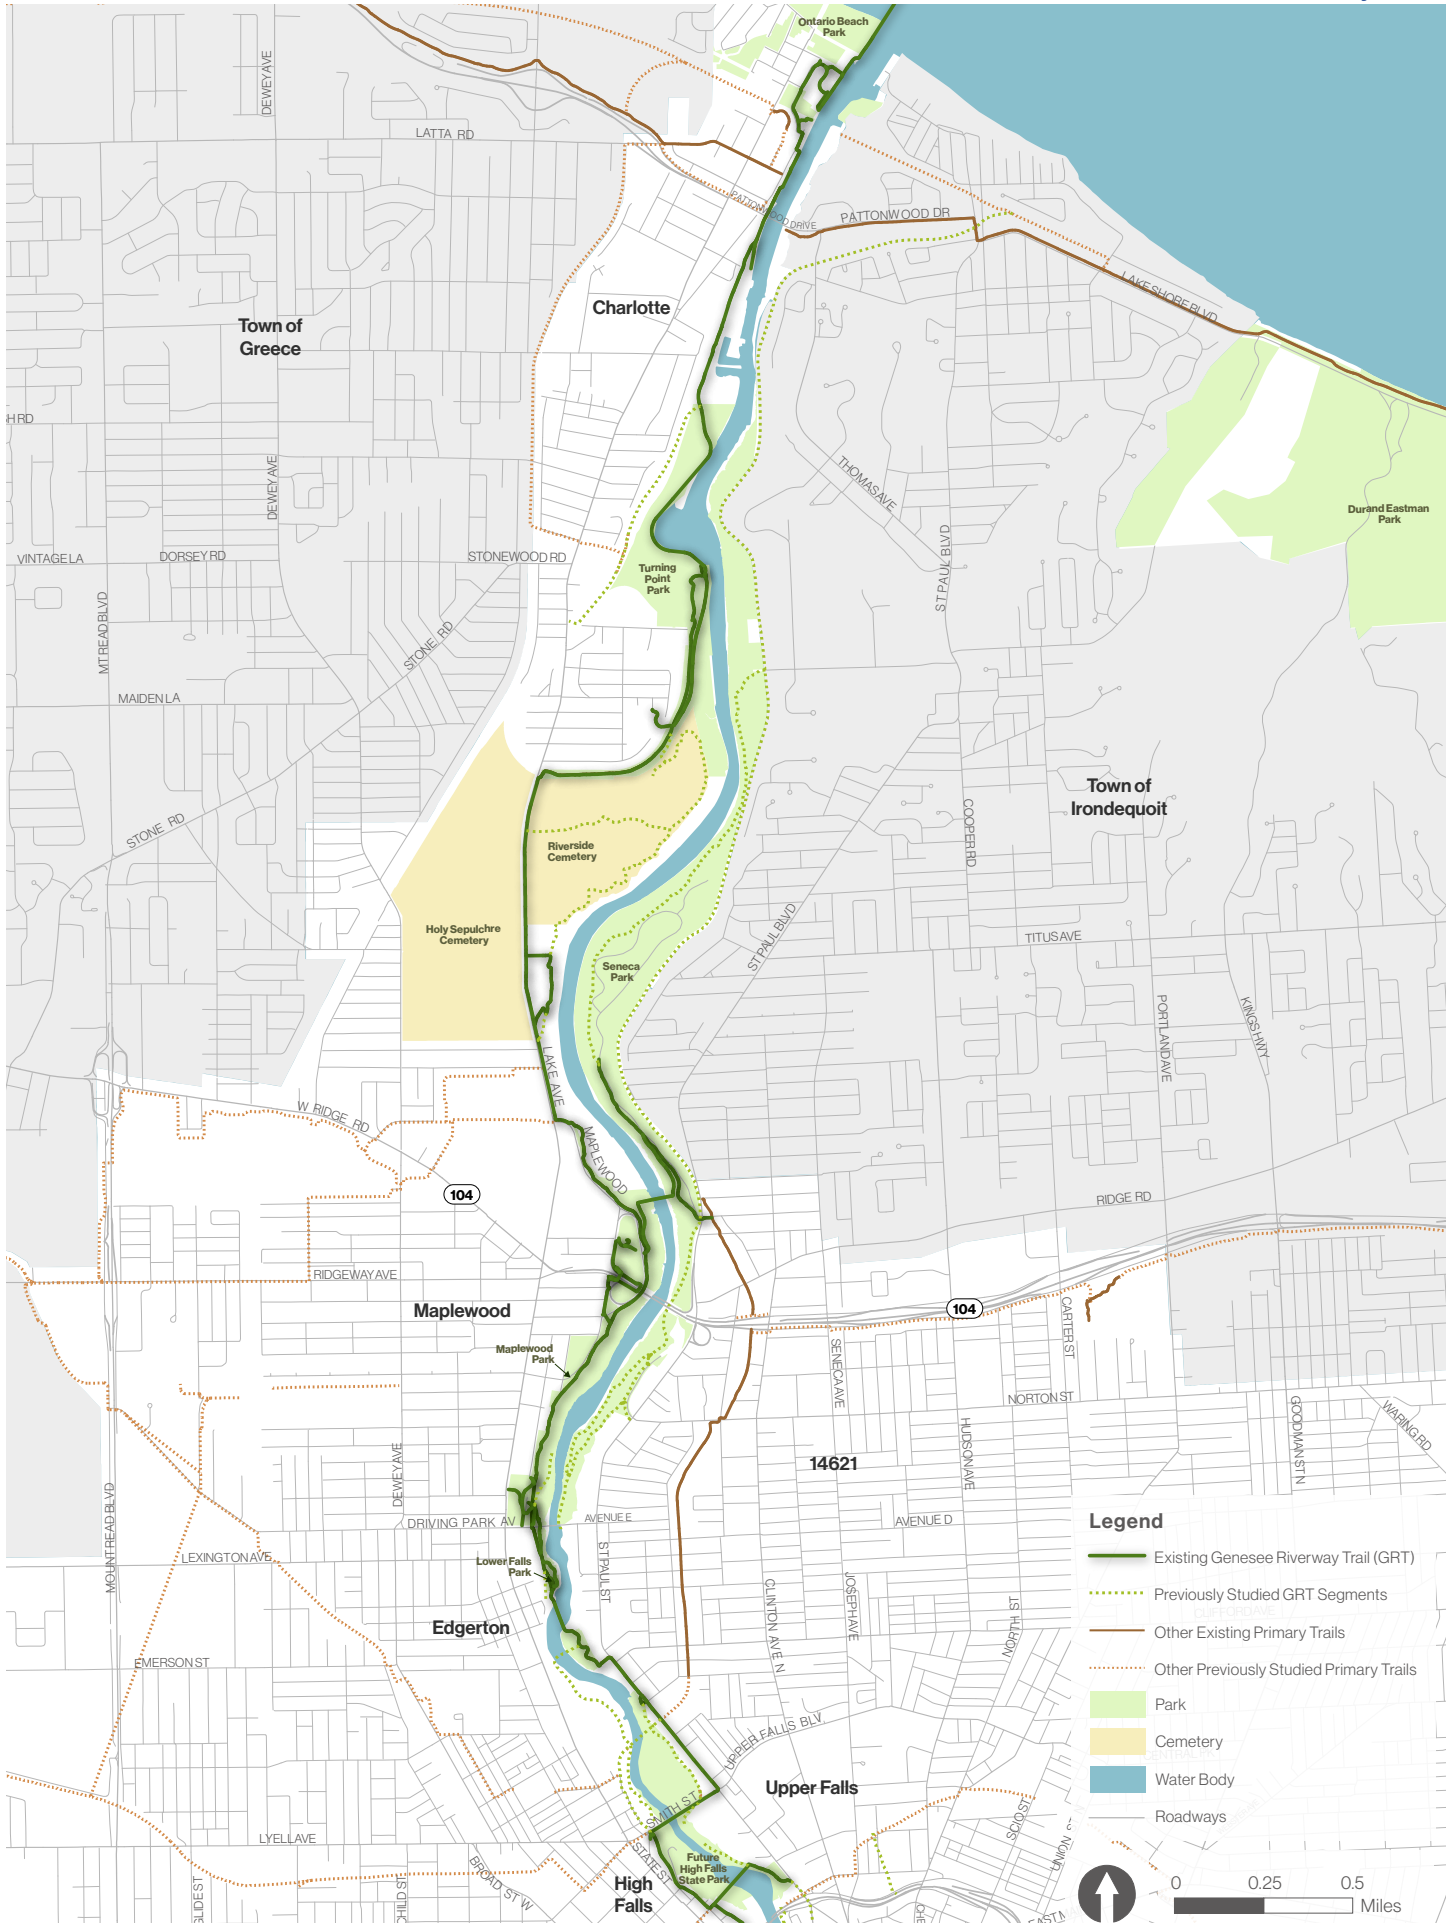 Ontario Beach
Park
DEWEY AVE
LATTA RD
PATTONWOOD DRIVE
PATTONWOOD DR
LAKE SHORE BLVD
Charlotte
Town of
Greece
H RD
DEWEY AVE
THOMAS AVE
Durand Eastman
Park
VINTAGE LA
DORSEY RD
STONEWOOD RD
ST PAUL BLVD
Turning
Point
Park
MT READ BLVD
STONE RD
MAIDEN LA
Town of
Irondequoit
STONE RD
COOPER RD
Riverside
Cemetery
Holy Sepulchre
Cemetery
ST PAUL BLVD
TITUS AVE
Seneca
Park
PORTLAND AVE
KINGS HWY
LAKE AVE
W RIDGE RD
MAPLEWOOD
104
RIDGE RD
RIDGEWAY AVE
Maplewood
104
CARTER ST
Maplewood
Park
SENECA AVE
NORTON ST
GOODMAN ST N
WARING RD
HUDSON AVE
DEWEY AVE
14621
MOUNT READ BLVD
DRIVING PARK AV
AVENUE E
AVENUE D
LEXINGTON AVE
Lower Falls
Park
ST PAUL ST
CLINTON AVE N
JOSEPH AVE
NORTH ST
Edgerton
EMERSON ST
UPPER FALLS BLV.
Upper Falls
SMITH ST
SCIO ST
UNION S
LYELL AVE
STATE ST
BROAD ST W
Future
High Falls
State Park
High
Falls
GLIDE ST
CHILD ST
EAST M
Legend
Existing Genesee Riverway Trail (GRT)
Previously Studied GRT Segments
Other Existing Primary Trails
Other Previously Studied Primary Trails
Park
Cemetery
Water Body
Roadways
0 0.25 0.5
Miles